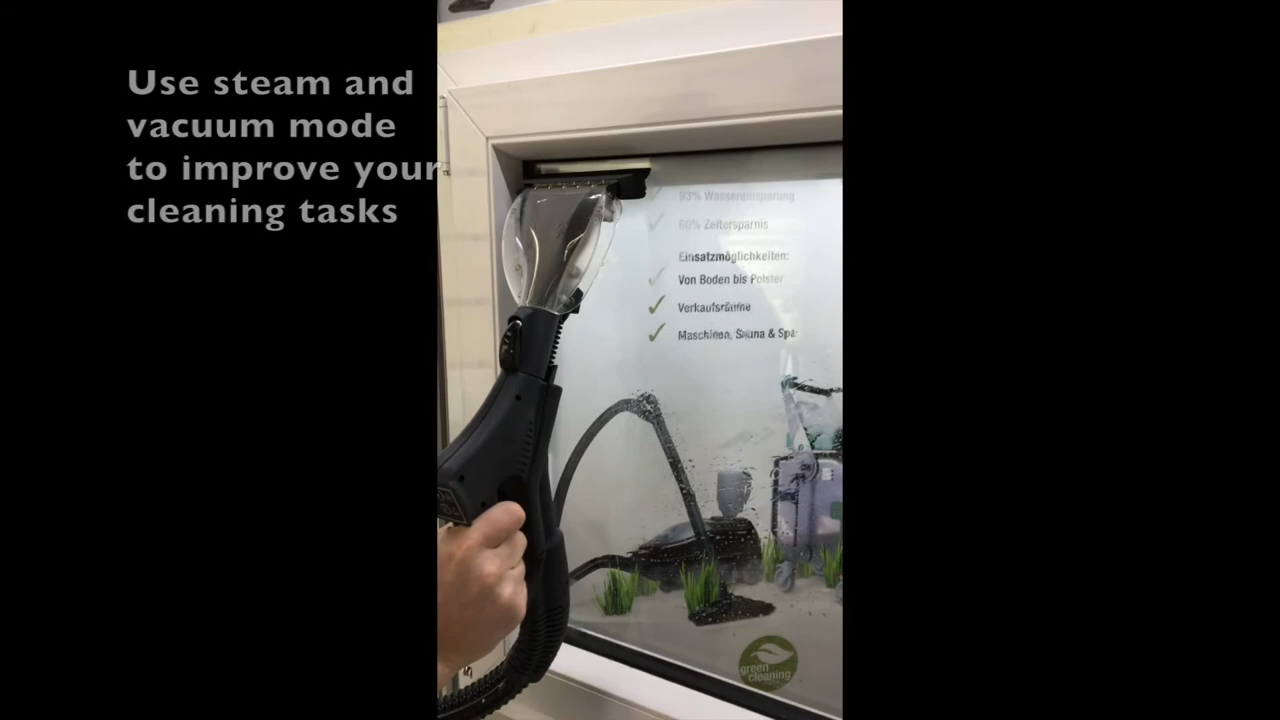 Use steam and
vacuum mode
to improve your
cleaning tasks
93% Wassereinsparung
60% Zeitersparnis
Einsatzmöglichkeiten:
Von Boden bis Polster
Verkaufsräume
Maschinen, Sauna & Spa
green
cleaning